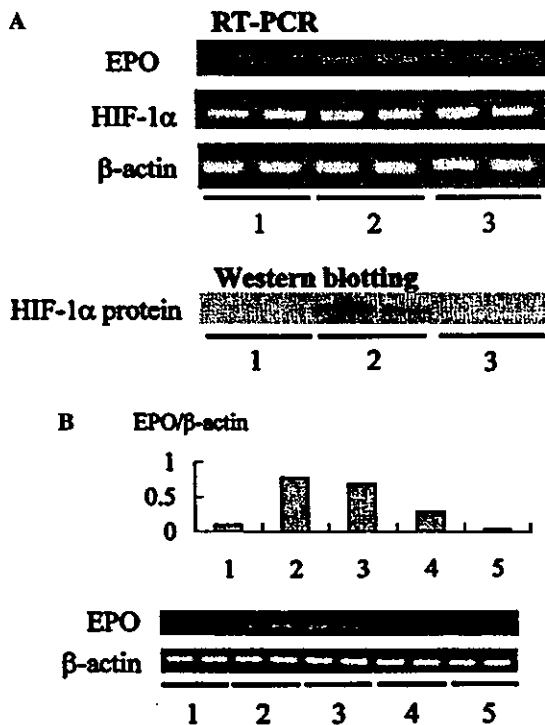 A RT-PCR
EPO
HIF-1α
β-actin
1 2 3
Western blotting
HIF-1α protein
1 2 3
B EPO/β-actin
1
0.5
0
1 2 3 4 5
EPO
β-actin
1 2 3 4 5